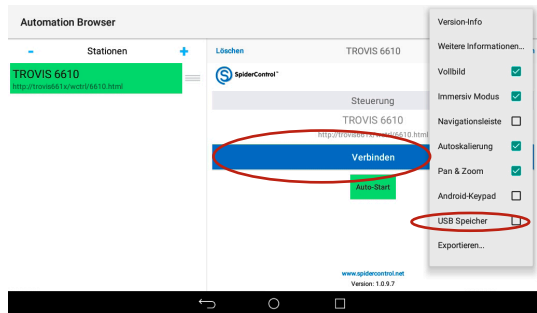 Automation Browser
- Stationen +
TROVIS 6610
http://trovis661x/wctrl/6610.html
Löschen TROVIS 6610
SpiderControl™
Steuerung
TROVIS 6610
http://trovis661x/wctrl/6610.html
Verbinden
Auto-Start
www.spidercontrol.net
Version: 1.0.9.7
Version-Info
Weitere Informationen...
Vollbild
Immersiv Modus
Navigationsleiste
Autoskalierung
Pan & Zoom
Android-Keypad
USB Speicher
Exportieren...